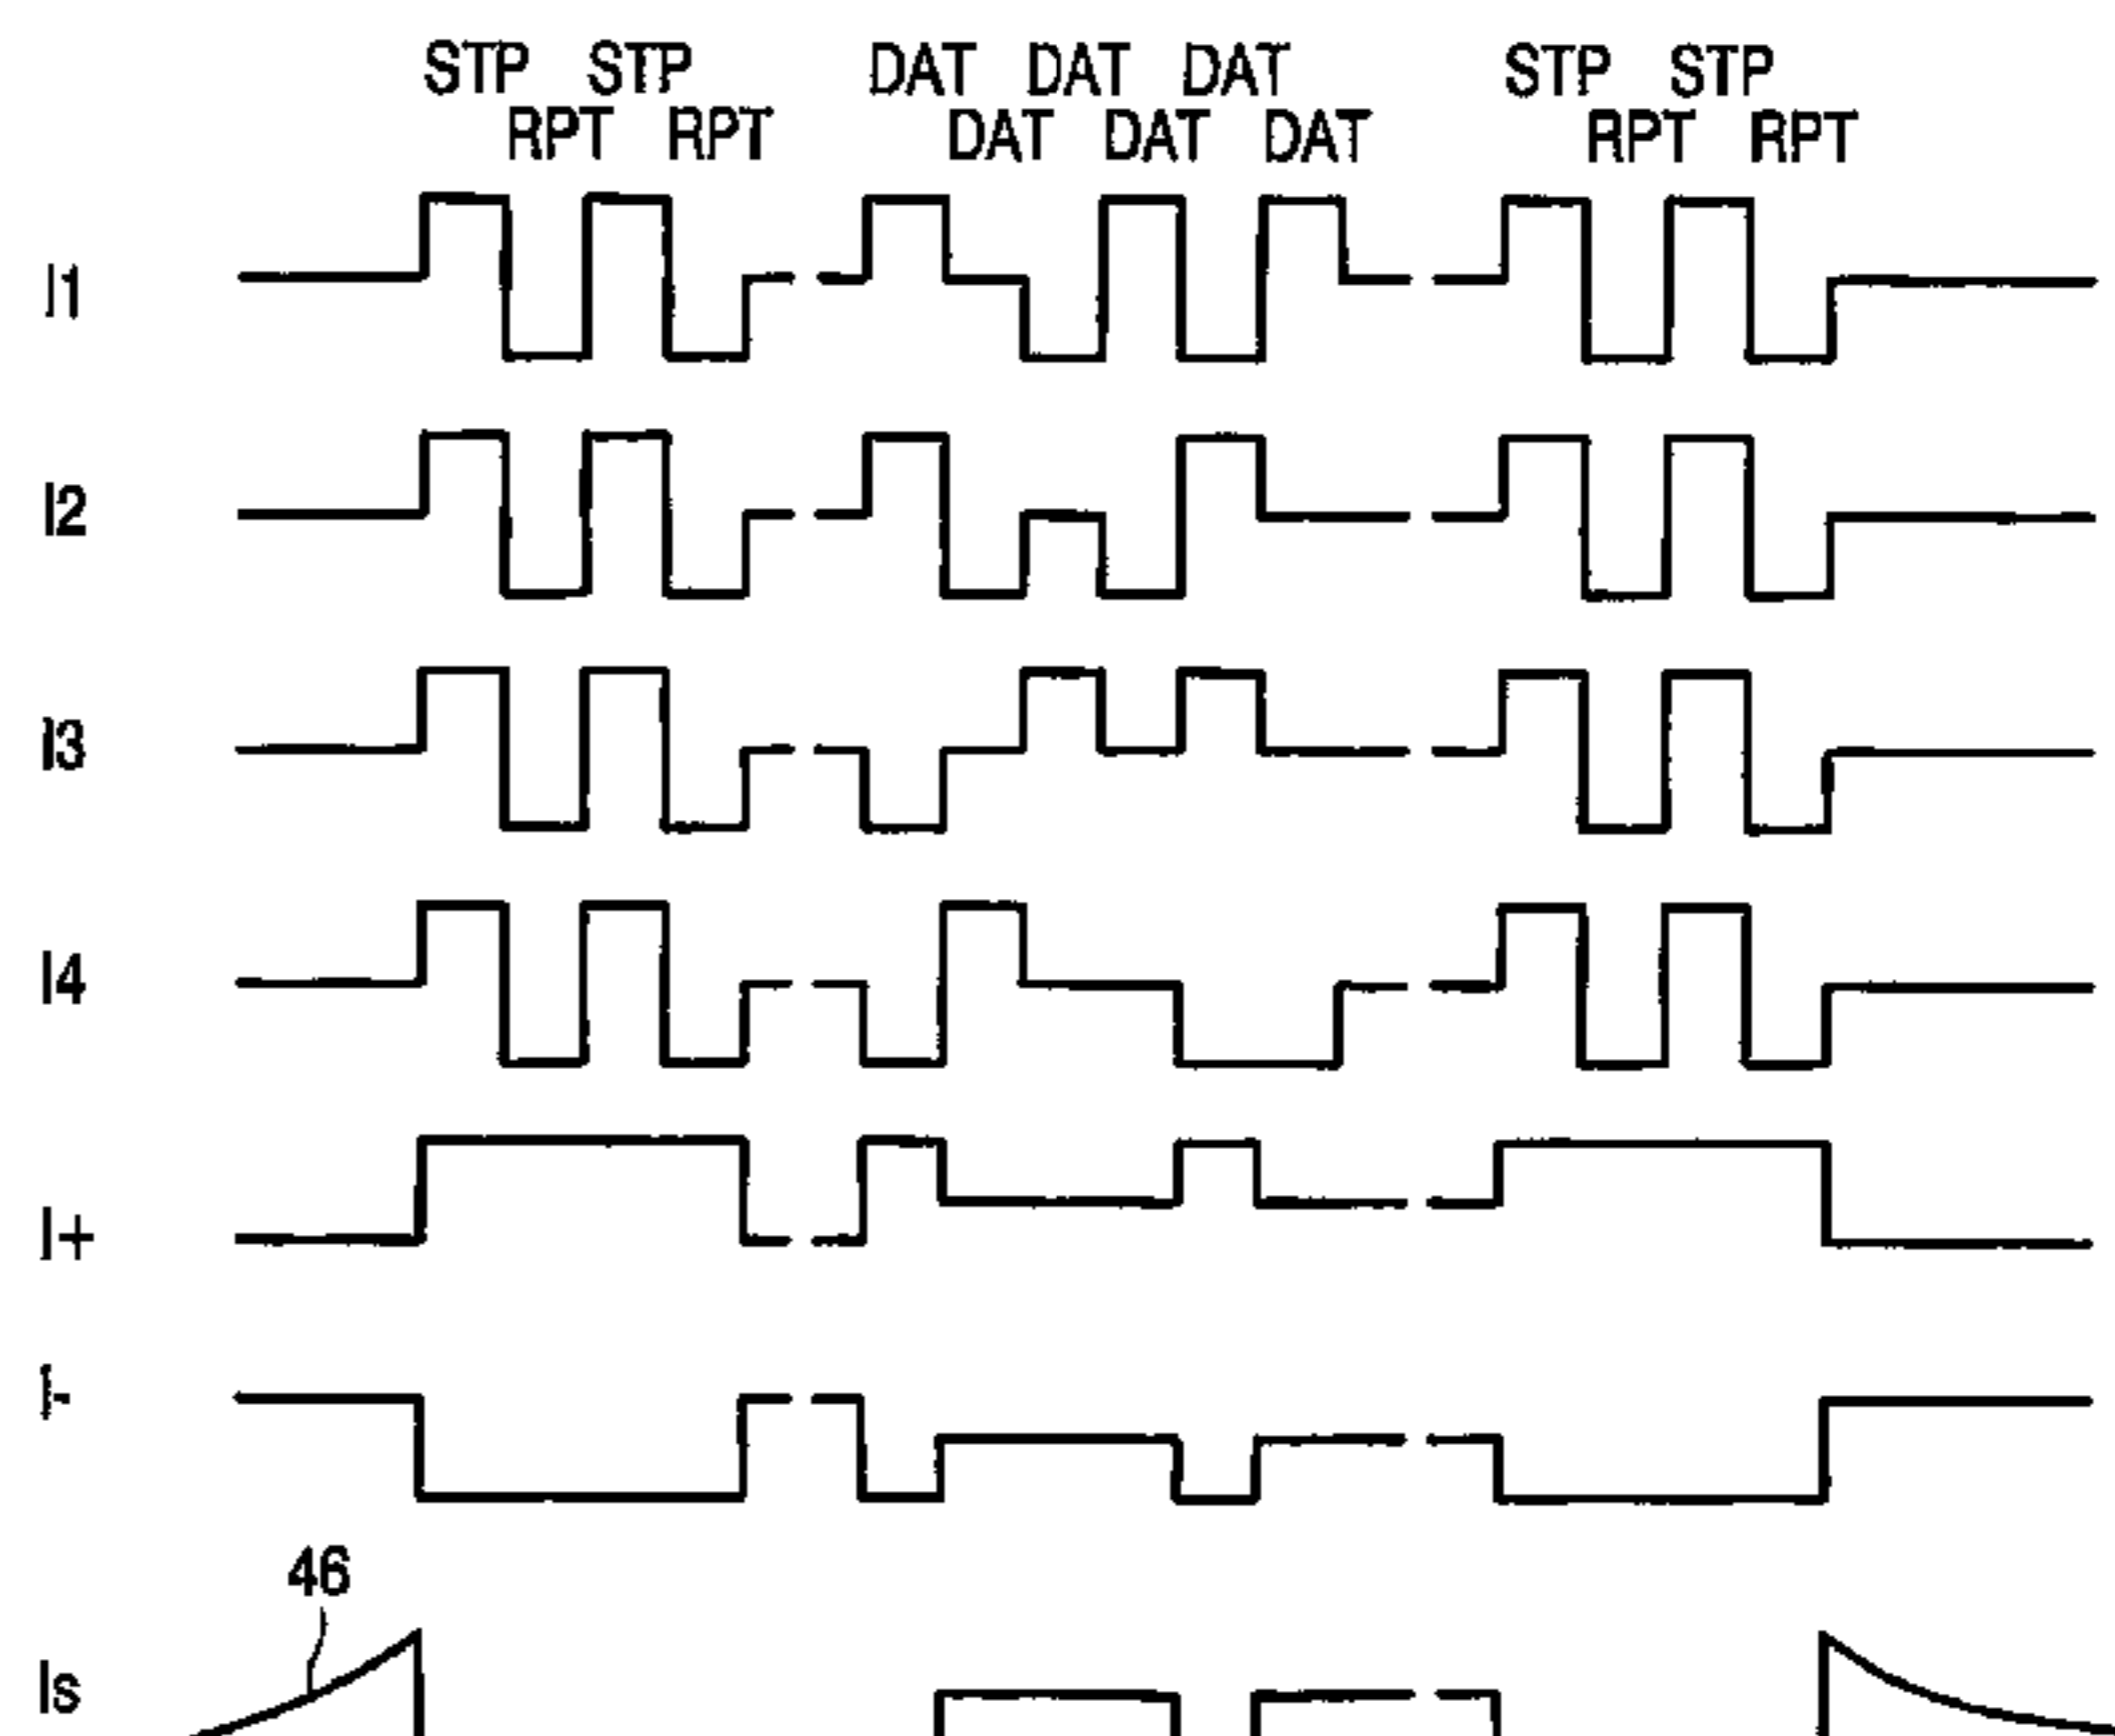 STP STP DAT DAT DAT STP STP
RPT RPT DAT DAT DAT RPT RPT
I1
I2
I3
I4
I+
I-
46
Is